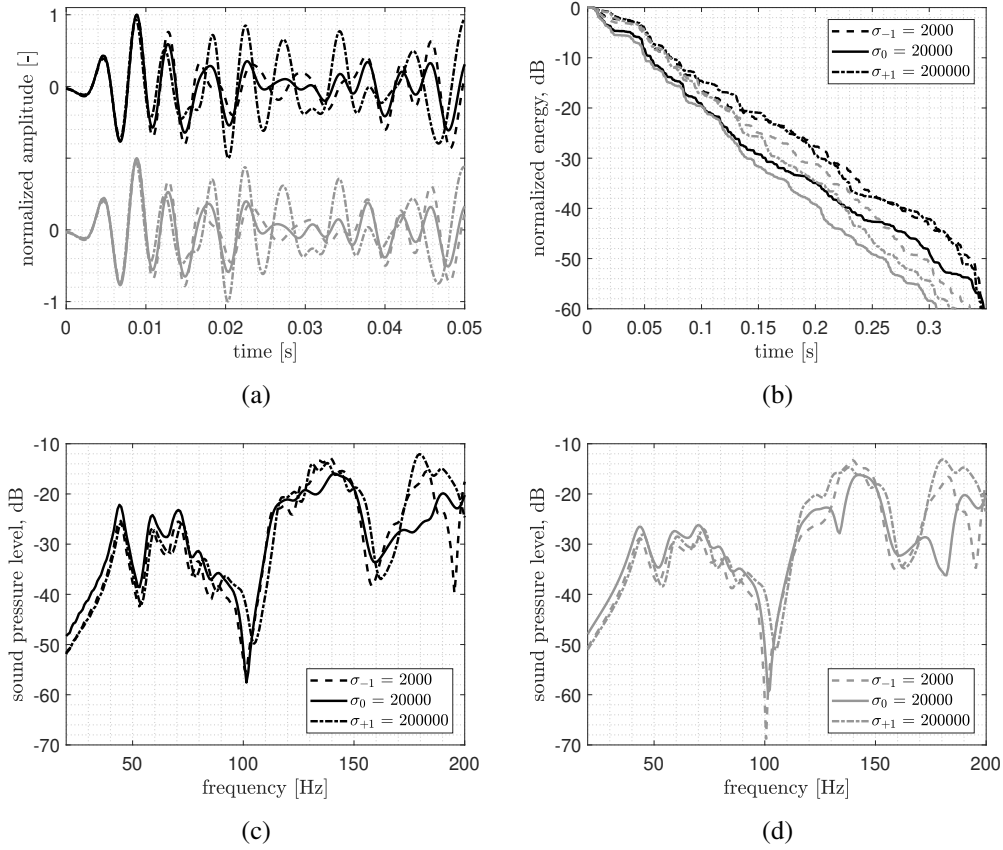 1
0
0
-1
normalized amplitude [-]
0
0.01
0.02
0.03
0.04
0.05
time [s]
(a)
0
-10
-20
-30
-40
-50
-60
normalized energy, dB
σ₋₁ = 2000
σ₀ = 20000
σ₊₁ = 200000
0
0.05
0.1
0.15
0.2
0.25
0.3
time [s]
(b)
-10
-20
-30
-40
-50
-60
-70
sound pressure level, dB
σ₋₁ = 2000
σ₀ = 20000
σ₊₁ = 200000
50
100
150
200
frequency [Hz]
(c)
-10
-20
-30
-40
-50
-60
-70
sound pressure level, dB
σ₋₁ = 2000
σ₀ = 20000
σ₊₁ = 200000
50
100
150
200
frequency [Hz]
(d)